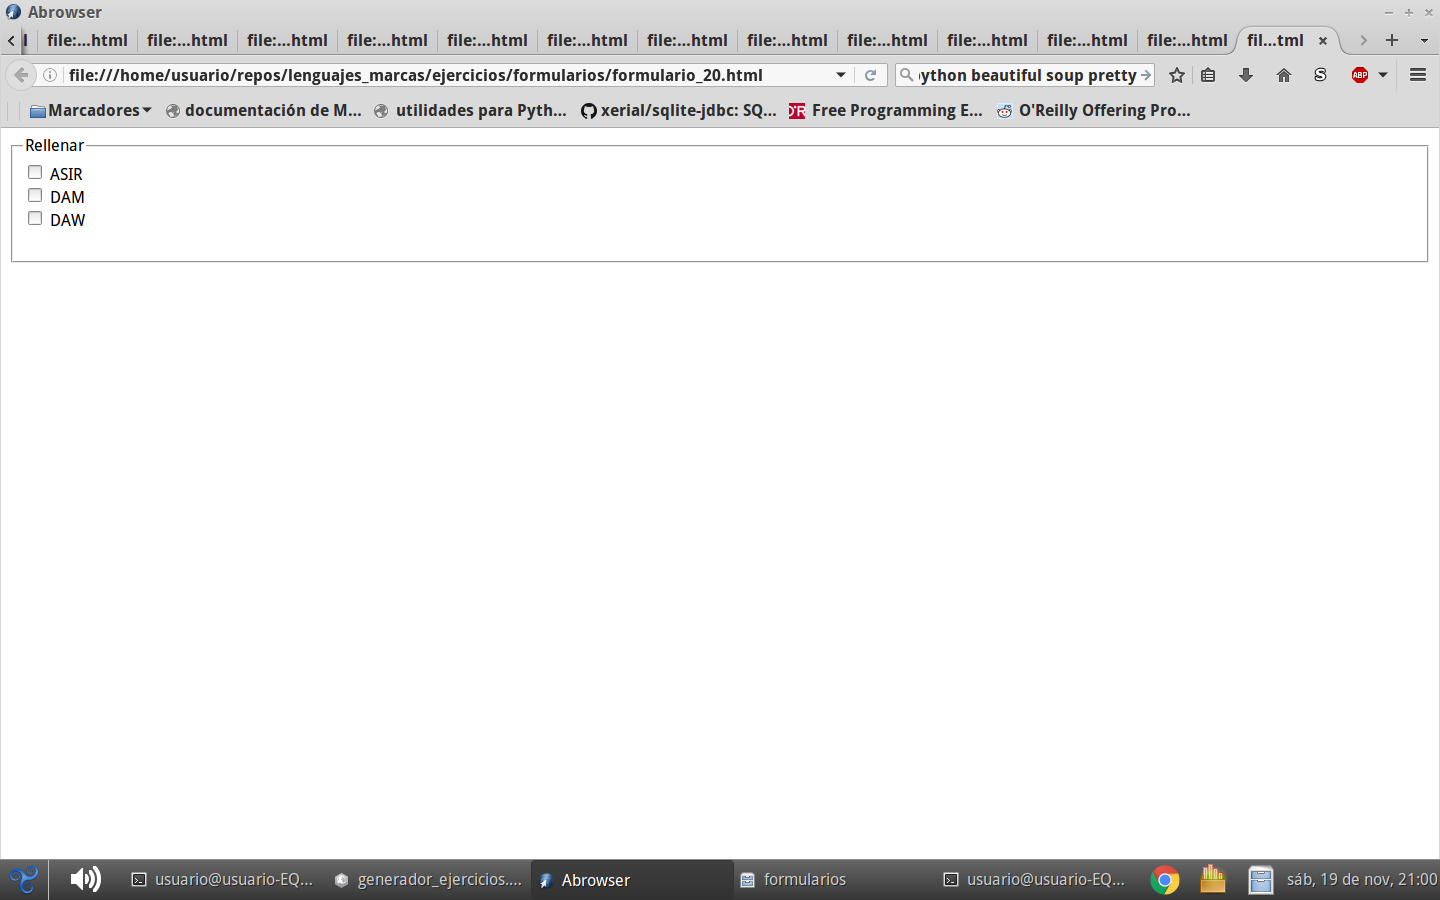 Abrowser
file:...html file:...html file:...html file:...html file:...html file:...html file:...html file:...html file:...html file:...html file:...html file:...html fil...tml
file:///home/usuario/repos/lenguajes_marcas/ejercicios/formularios/formulario_20.html python beautiful soup pretty S ABP
Marcadores documentación de M... utilidades para Pyth... xerial/sqlite-jdbc: SQ... Free Programming E... O'Reilly Offering Pro...
Rellenar
ASIR
DAM
DAW
usuario@usuario-EQ... generador_ejercicios.... Abrowser formularios usuario@usuario-EQ... sáb, 19 de nov, 21:00